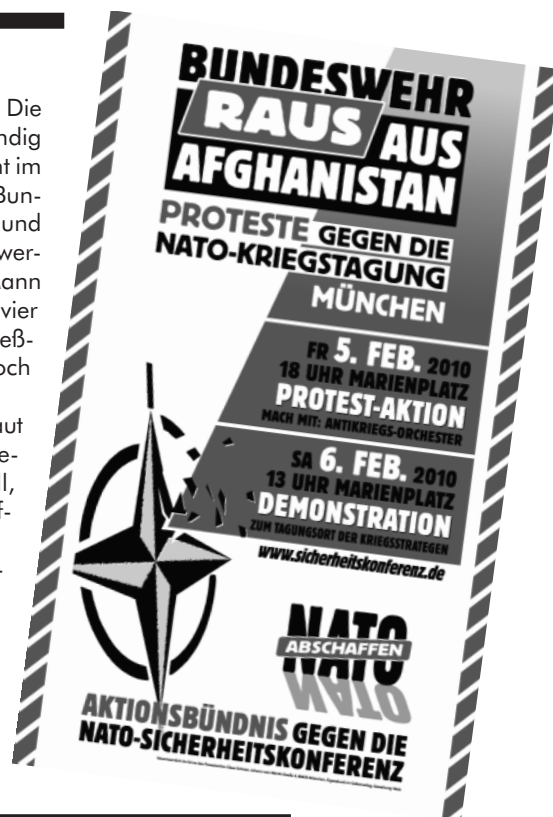 Die
ndig
nt im
Bun-
und
wer-
ann
vier
eß-
och
aut
e-
ll,
f-
-
BUNDESWEHR
RAUS AUS
AFGHANISTAN
PROTESTE GEGEN DIE
NATO-KRIEGSTAGUNG
MÜNCHEN
FR 5. FEB. 2010
18 UHR MARIENPLATZ
PROTEST-AKTION
MACH MIT: ANTIKRIEGS-ORCHESTER
SA 6. FEB. 2010
13 UHR MARIENPLATZ
DEMONSTRATION
ZUM TAGUNGSORT DER KRIEGSSTRATEGEN
www.sicherheitskonferenz.de
NATO
ABSCHAFFEN
NATO
AKTIONSBÜNDNIS GEGEN DIE
NATO-SICHERHEITSKONFERENZ